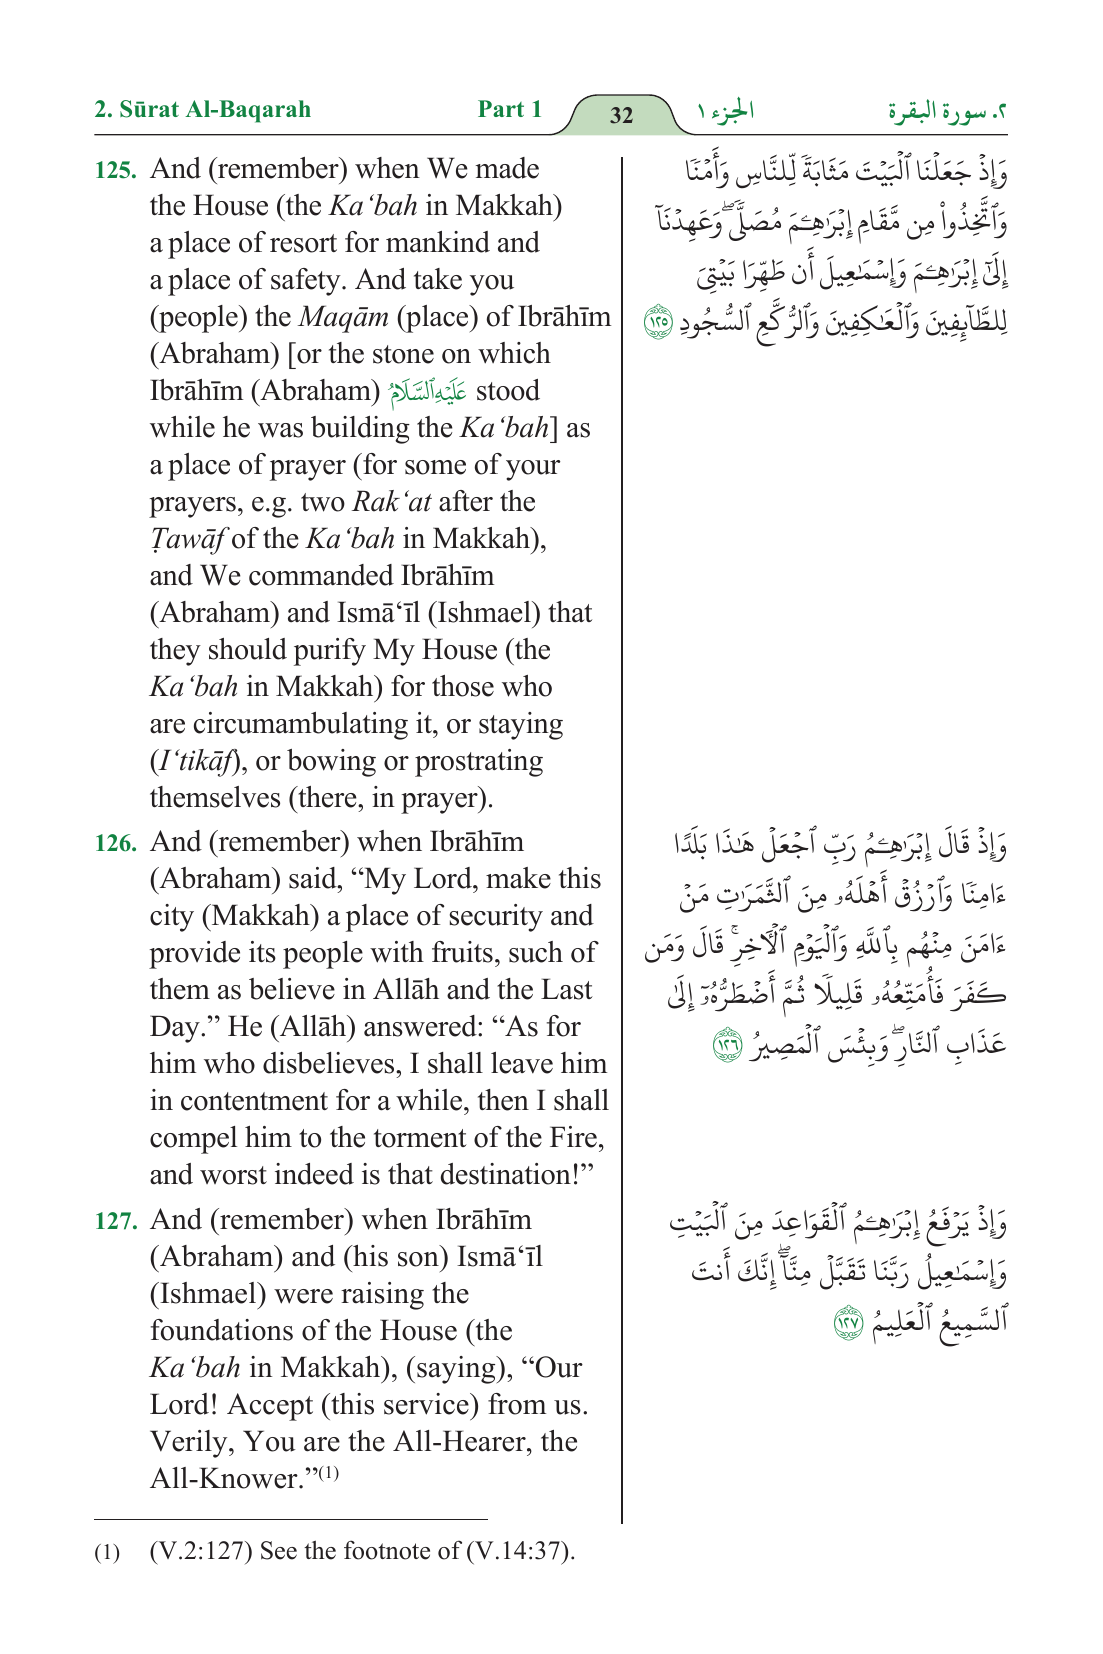 2. Sūrat Al-Baqarah Part 1 32 الجزء ١ ٢. سورة البقرة
125. And (remember) when We made
the House (the Ka‘bah in Makkah)
a place of resort for mankind and
a place of safety. And take you
(people) the Maqām (place) of Ibrāhīm
(Abraham) [or the stone on which
Ibrāhīm (Abraham) عَلَيْهِ ٱلسَّلَامُ stood
while he was building the Ka‘bah] as
a place of prayer (for some of your
prayers, e.g. two Rak‘at after the
Ṭawāf of the Ka‘bah in Makkah),
and We commanded Ibrāhīm
(Abraham) and Ismā‘īl (Ishmael) that
they should purify My House (the
Ka‘bah in Makkah) for those who
are circumambulating it, or staying
(I‘tikāf), or bowing or prostrating
themselves (there, in prayer).
وَإِذۡ جَعَلۡنَا ٱلۡبَيۡتَ مَثَابَةٗ لِّلنَّاسِ وَأَمۡنٗا
وَٱتَّخِذُواْ مِن مَّقَامِ إِبۡرَٰهِـۧمَ مُصَلّٗىۖ وَعَهِدۡنَآ
إِلَىٰٓ إِبۡرَٰهِـۧمَ وَإِسۡمَٰعِيلَ أَن طَهِّرَا بَيۡتِيَ
لِلطَّآئِفِينَ وَٱلۡعَٰكِفِينَ وَٱلرُّكَّعِ ٱلسُّجُودِ ١٢٥
126. And (remember) when Ibrāhīm
(Abraham) said, “My Lord, make this
city (Makkah) a place of security and
provide its people with fruits, such of
them as believe in Allāh and the Last
Day.” He (Allāh) answered: “As for
him who disbelieves, I shall leave him
in contentment for a while, then I shall
compel him to the torment of the Fire,
and worst indeed is that destination!”
وَإِذۡ قَالَ إِبۡرَٰهِـۧمُ رَبِّ ٱجۡعَلۡ هَٰذَا بَلَدًا
ءَامِنٗا وَٱرۡزُقۡ أَهۡلَهُۥ مِنَ ٱلثَّمَرَٰتِ مَنۡ
ءَامَنَ مِنۡهُم بِٱللَّهِ وَٱلۡيَوۡمِ ٱلۡأٓخِرِۚ قَالَ وَمَن
كَفَرَ فَأُمَتِّعُهُۥ قَلِيلٗا ثُمَّ أَضۡطَرُّهُۥٓ إِلَىٰ
عَذَابِ ٱلنَّارِۖ وَبِئۡسَ ٱلۡمَصِيرُ ١٢٦
127. And (remember) when Ibrāhīm
(Abraham) and (his son) Ismā‘īl
(Ishmael) were raising the
foundations of the House (the
Ka‘bah in Makkah), (saying), “Our
Lord! Accept (this service) from us.
Verily, You are the All-Hearer, the
All-Knower.”(1)
وَإِذۡ يَرۡفَعُ إِبۡرَٰهِـۧمُ ٱلۡقَوَاعِدَ مِنَ ٱلۡبَيۡتِ
وَإِسۡمَٰعِيلُ رَبَّنَا تَقَبَّلۡ مِنَّآۖ إِنَّكَ أَنتَ
ٱلسَّمِيعُ ٱلۡعَلِيمُ ١٢٧
(1) (V.2:127) See the footnote of (V.14:37).